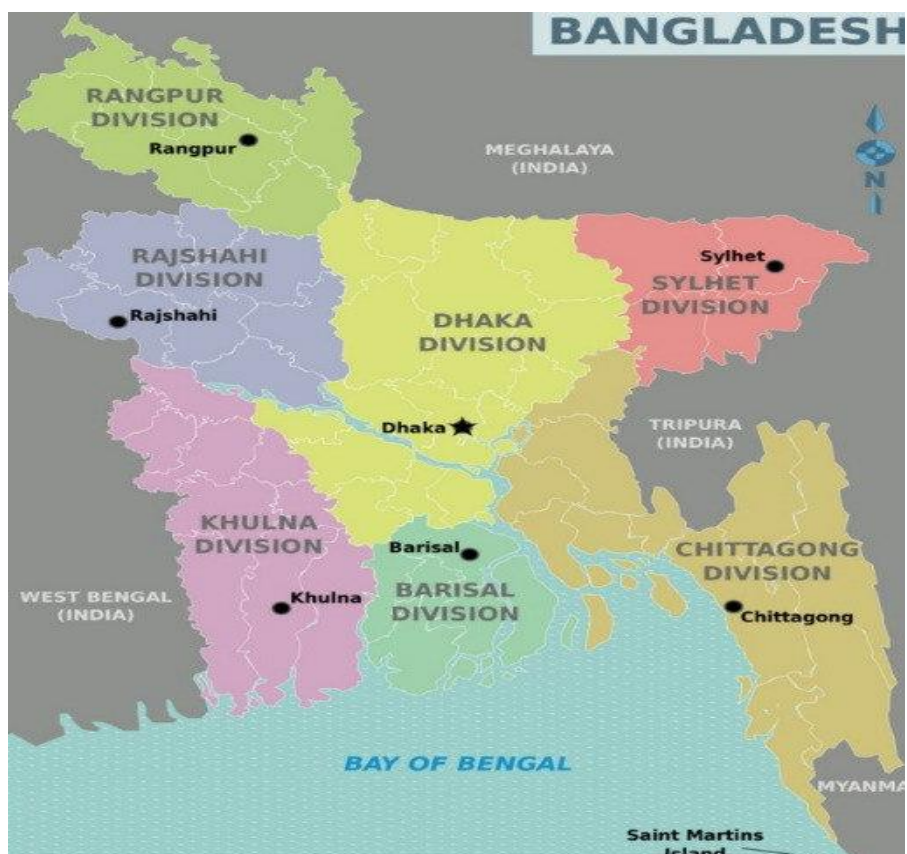 BANGLADESH
RANGPUR
DIVISION
Rangpur
MEGHALAYA
(INDIA)
N
RAJSHAHI
DIVISION
Rajshahi
Sylhet
SYLHET
DIVISION
DHAKA
DIVISION
Dhaka
TRIPURA
(INDIA)
KHULNA
DIVISION
Khulna
Barisal
BARISAL
DIVISION
CHITTAGONG
DIVISION
Chittagong
WEST BENGAL
(INDIA)
BAY OF BENGAL
MYANMA
Saint Martins
Island